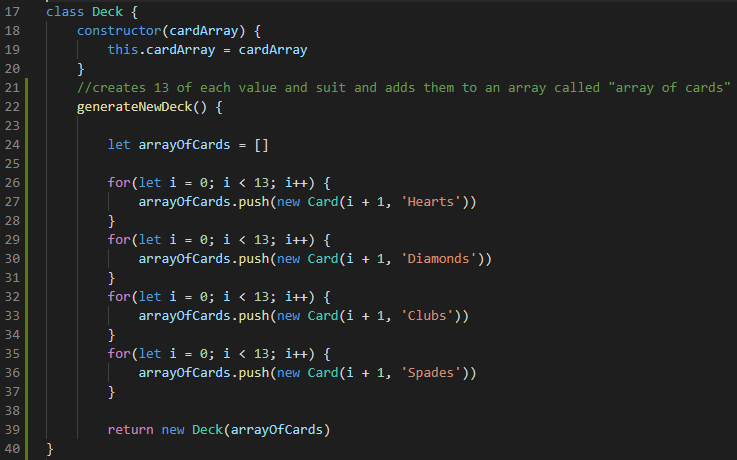 17 class Deck {
18     constructor(cardArray) {
19         this.cardArray = cardArray
20     }
21     //creates 13 of each value and suit and adds them to an array called "array of cards"
22     generateNewDeck() {
23
24         let arrayOfCards = []
25
26         for(let i = 0; i < 13; i++) {
27             arrayOfCards.push(new Card(i + 1, 'Hearts'))
28         }
29         for(let i = 0; i < 13; i++) {
30             arrayOfCards.push(new Card(i + 1, 'Diamonds'))
31         }
32         for(let i = 0; i < 13; i++) {
33             arrayOfCards.push(new Card(i + 1, 'Clubs'))
34         }
35         for(let i = 0; i < 13; i++) {
36             arrayOfCards.push(new Card(i + 1, 'Spades'))
37         }
38
39         return new Deck(arrayOfCards)
40 }